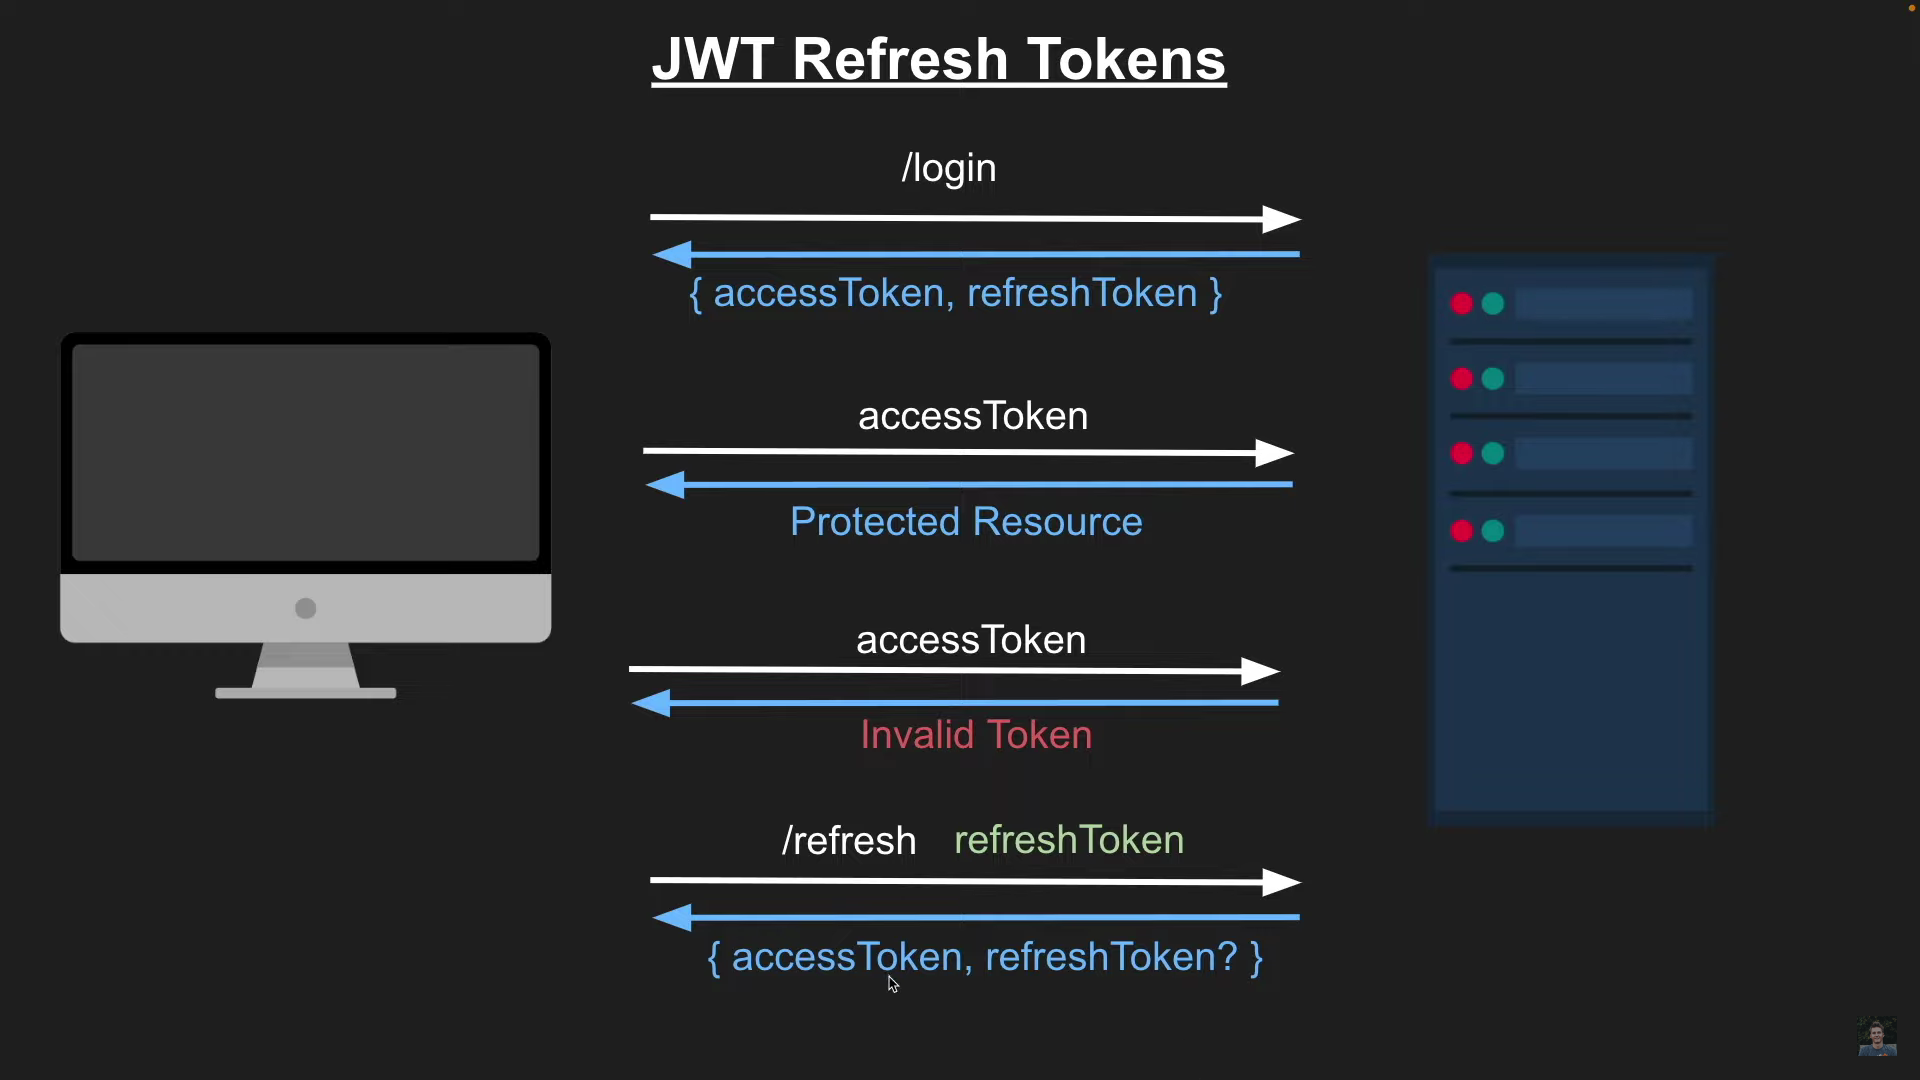 JWT Refresh Tokens
/login
{ accessToken, refreshToken }
accessToken
Protected Resource
accessToken
Invalid Token
/refresh refreshToken
{ accessToken, refreshToken? }